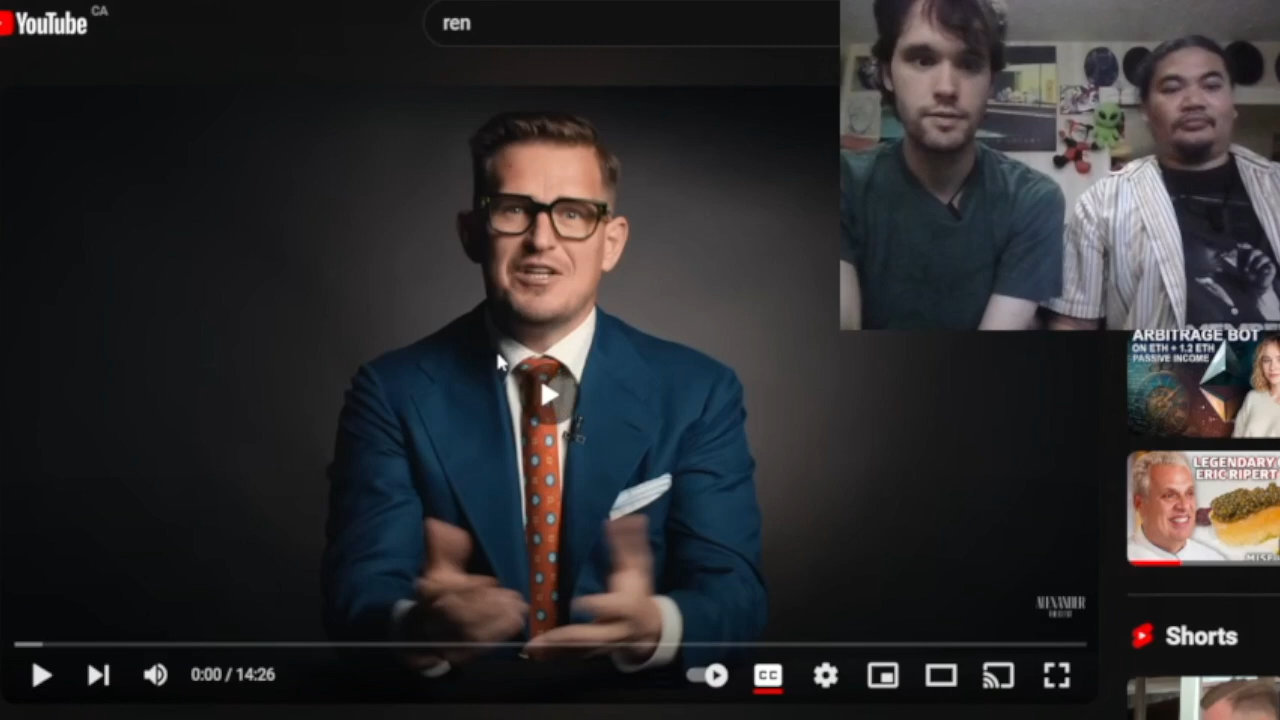 YouTube CA
ren
ARBITRAGE BOT
ON ETH + 1.2 ETH
PASSIVE INCOME
LEGENDARY
ERIC RIPERT
ALEXANDER
0:00 / 14:26
CC
Shorts